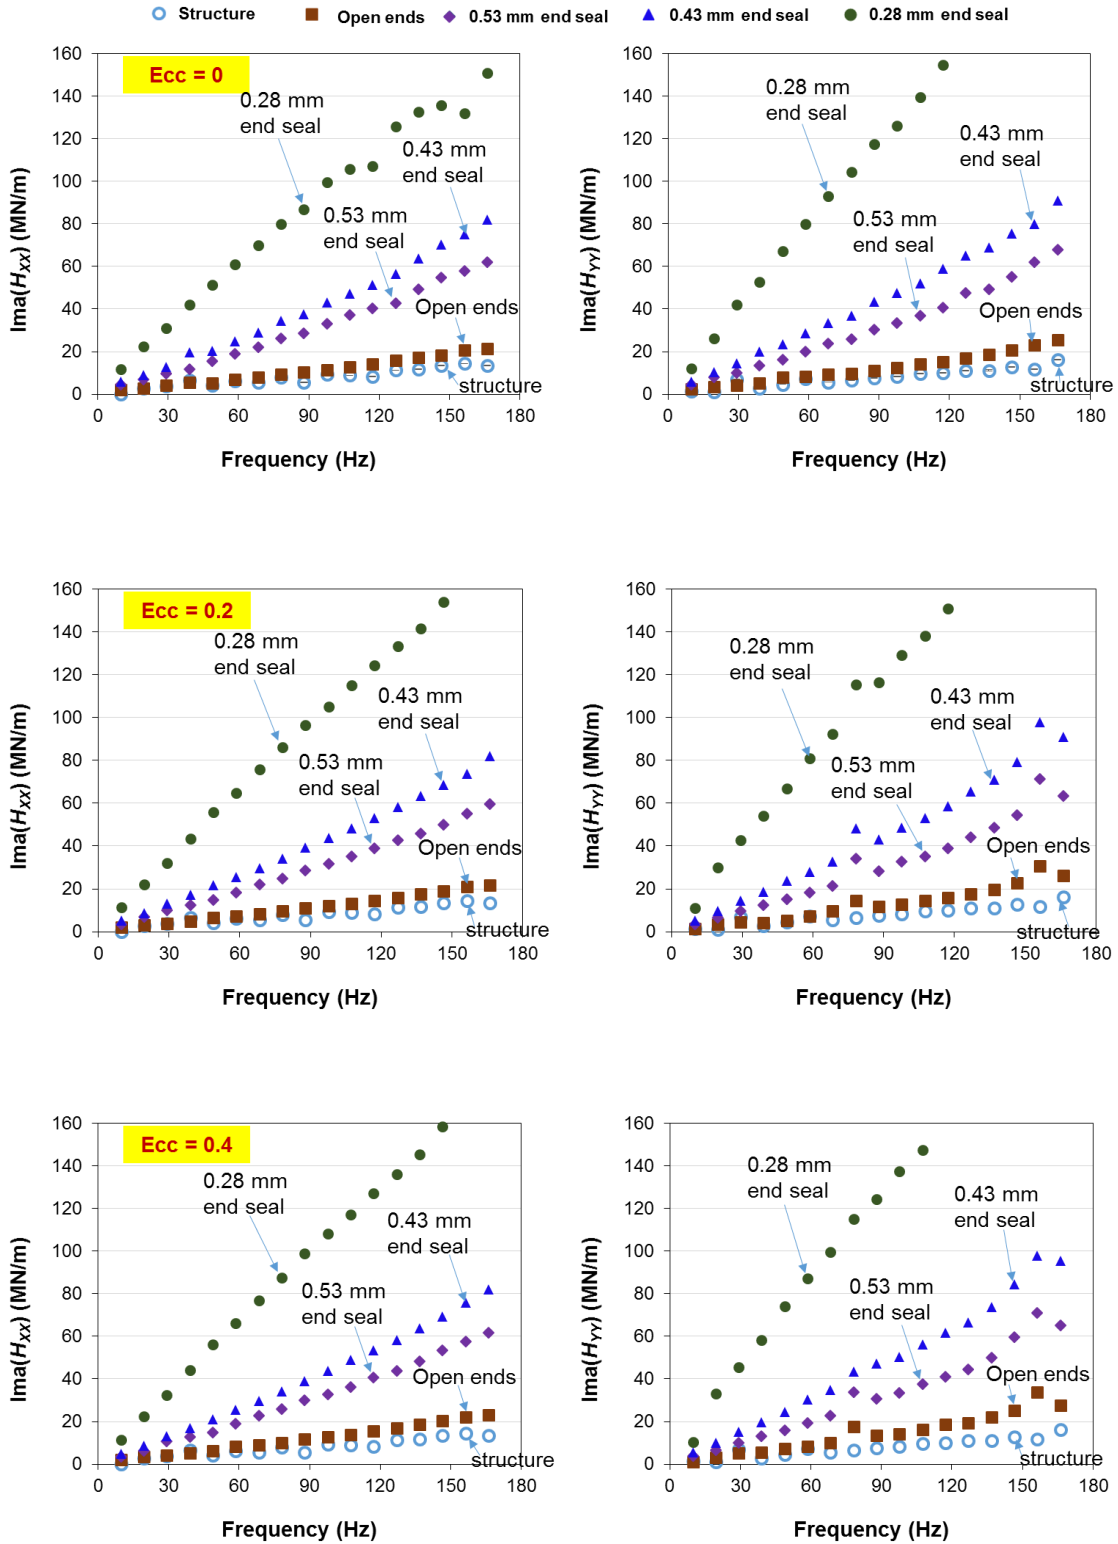 Structure Open ends 0.53 mm end seal 0.43 mm end seal 0.28 mm end seal
Ecc = 0
Ima(HXX) (MN/m)
160
140
120
100
80
60
40
20
0
0.28 mm
end seal
0.43 mm
end seal
0.53 mm
end seal
Open ends
structure
0 30 60 90 120 150 180
Frequency (Hz)
Ima(HYY) (MN/m)
160
140
120
100
80
60
40
20
0
0.28 mm
end seal
0.43 mm
end seal
0.53 mm
end seal
Open ends
structure
0 30 60 90 120 150 180
Frequency (Hz)
Ecc = 0.2
Ima(HXX) (MN/m)
160
140
120
100
80
60
40
20
0
0.28 mm
end seal
0.43 mm
end seal
0.53 mm
end seal
Open ends
structure
0 30 60 90 120 150 180
Frequency (Hz)
Ima(HYY) (MN/m)
160
140
120
100
80
60
40
20
0
0.28 mm
end seal
0.43 mm
end seal
0.53 mm
end seal
Open ends
structure
0 30 60 90 120 150 180
Frequency (Hz)
Ecc = 0.4
Ima(HXX) (MN/m)
160
140
120
100
80
60
40
20
0
0.28 mm
end seal
0.43 mm
end seal
0.53 mm
end seal
Open ends
structure
0 30 60 90 120 150 180
Frequency (Hz)
Ima(HYY) (MN/m)
160
140
120
100
80
60
40
20
0
0.28 mm
end seal
0.43 mm
end seal
0.53 mm
end seal
Open ends
structure
0 30 60 90 120 150 180
Frequency (Hz)